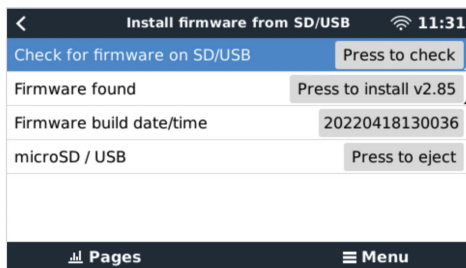 Install firmware from SD/USB 11:31
Check for firmware on SD/USB Press to check
Firmware found Press to install v2.85
Firmware build date/time 20220418130036
microSD / USB Press to eject
Pages Menu